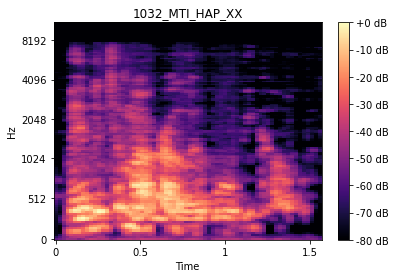 1032_MTI_HAP_XX
+0 dB
8192
-10 dB
4096
-20 dB
-30 dB
2048
-40 dB
Hz
1024
-50 dB
512
-60 dB
-70 dB
0
-80 dB
0
0.5
1
1.5
Time